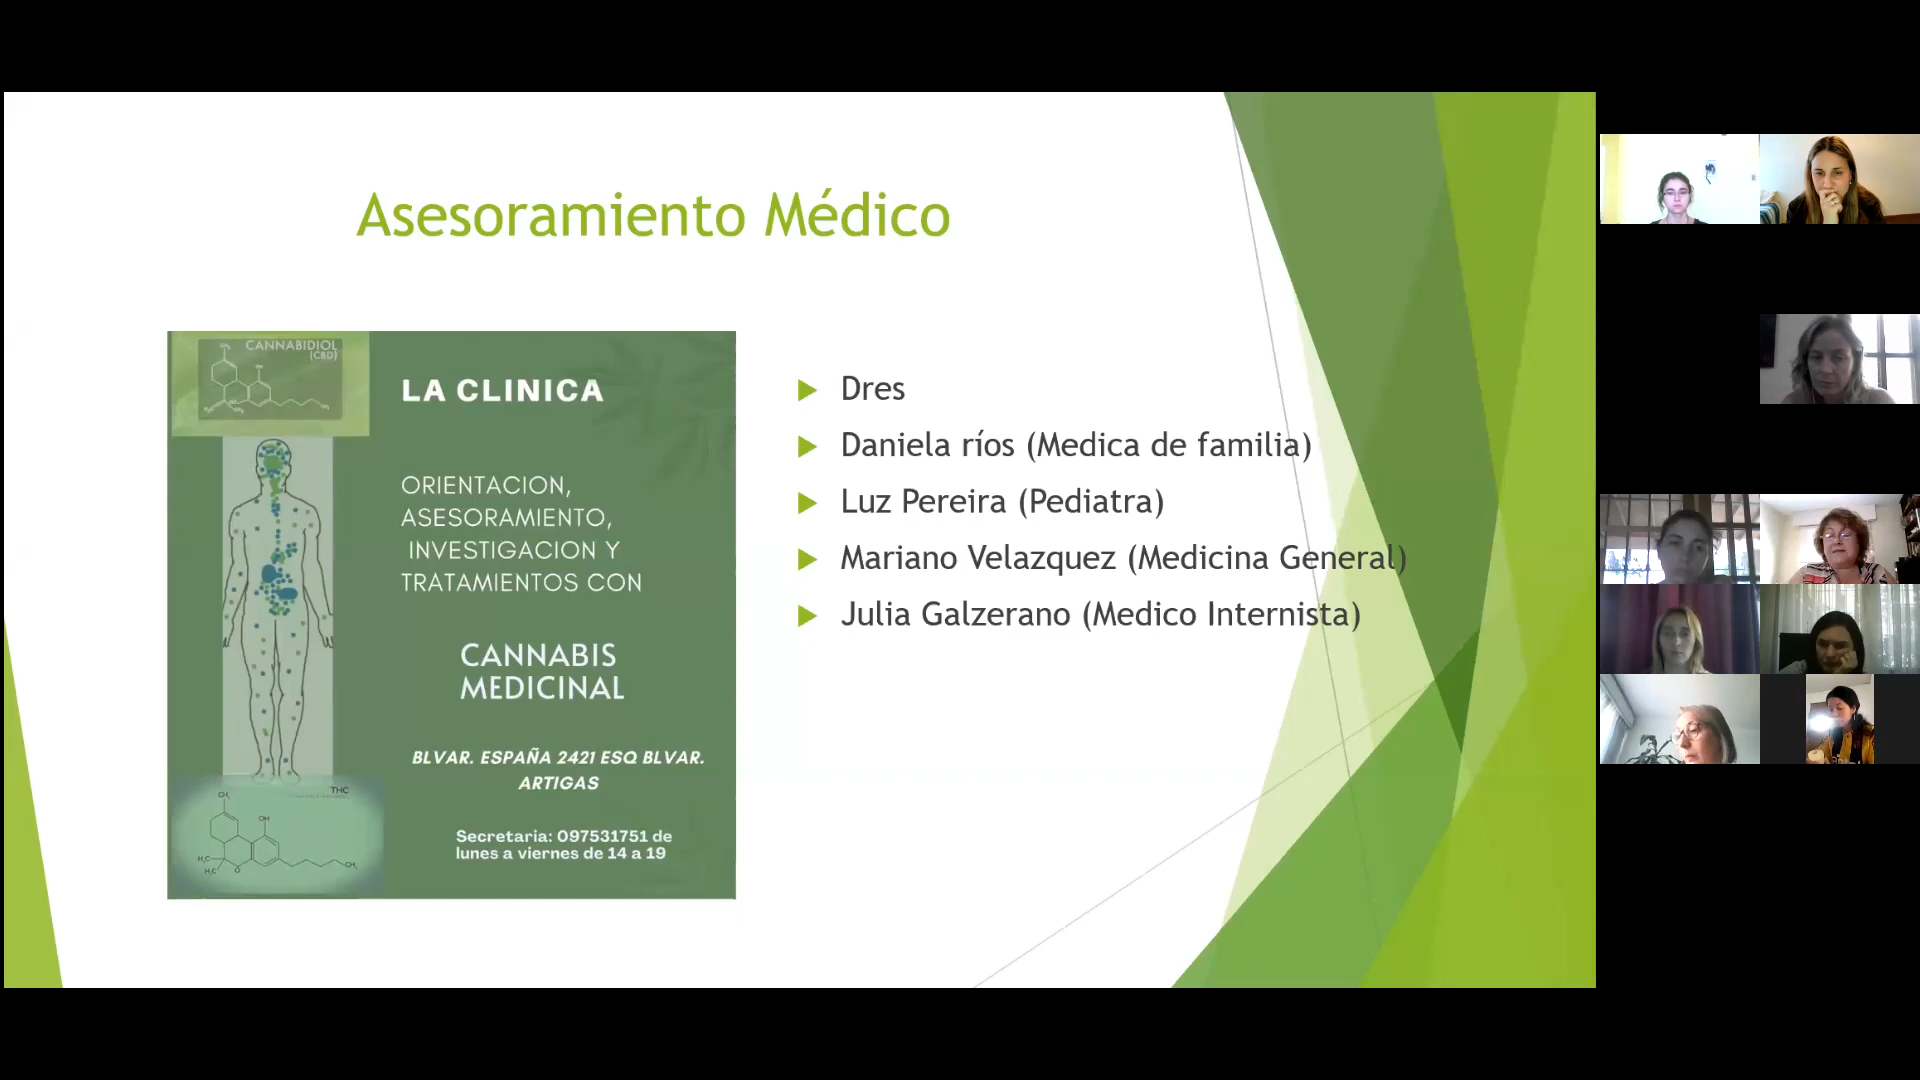 Asesoramiento Médico
CANNABIDIOL
(CBD)
LA CLINICA
ORIENTACION,
ASESORAMIENTO,
INVESTIGACION Y
TRATAMIENTOS CON
CANNABIS
MEDICINAL
BLVAR. ESPAÑA 2421 ESQ BLVAR.
ARTIGAS
THC
Secretaria: 097531751 de
lunes a viernes de 14 a 19
Dres
Daniela ríos (Medica de familia)
Luz Pereira (Pediatra)
Mariano Velazquez (Medicina General)
Julia Galzerano (Medico Internista)